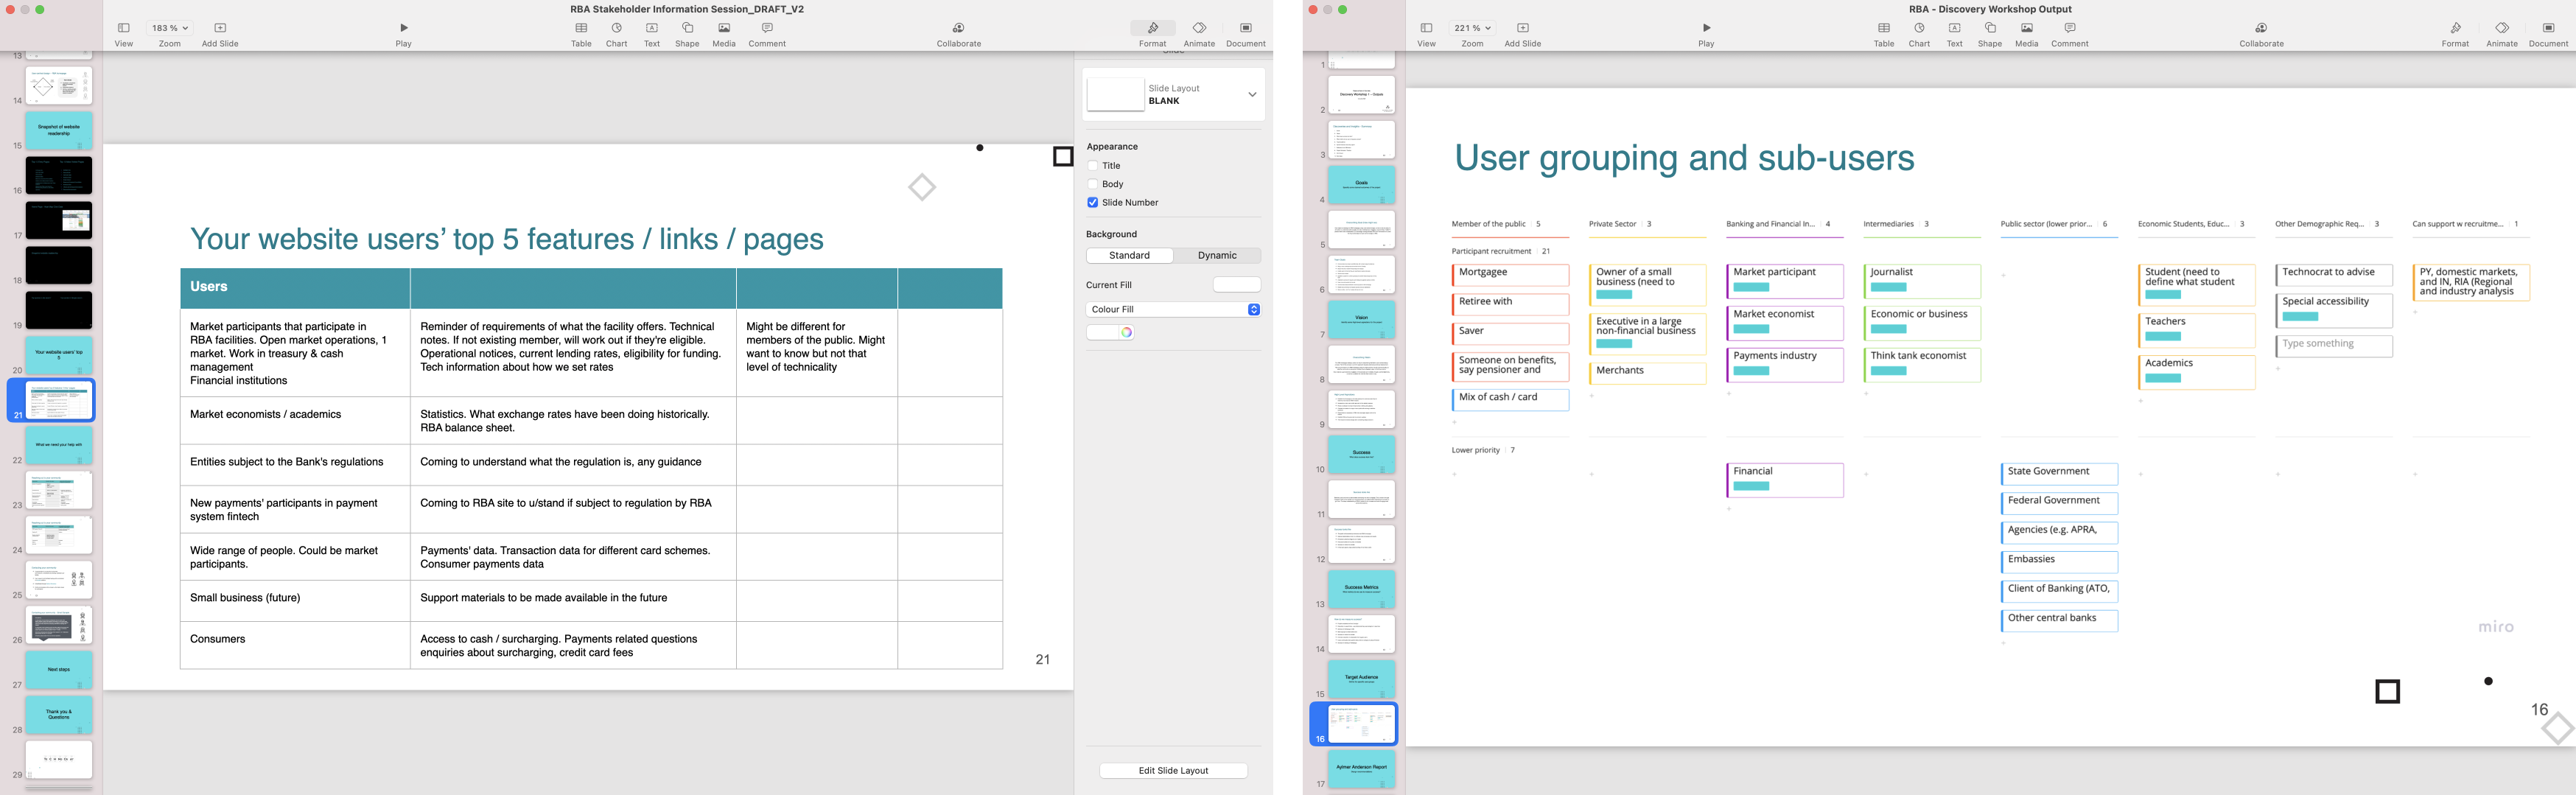 RBA Stakeholder Information Session_DRAFT_V2
183 %
View
Zoom
Add Slide
Play
Table
Chart
Text
Shape
Media
Comment
Collaborate
Format
Animate
Document
13
14
Snapshot of website
readership
15
16
17
18
19
Your website users' top
5
20
21
What we need your help with
22
23
24
25
26
Next steps
27
Thank you &
Questions
28
29
Your website users' top 5 features / links / pages
Users
Market participants that participate in
RBA facilities. Open market operations, 1
market. Work in treasury & cash
management
Financial institutions
Reminder of requirements of what the facility offers. Technical
notes. If not existing member, will work out if they're eligible.
Operational notices, current lending rates, eligibility for funding.
Tech information about how we set rates
Might be different for
members of the public. Might
want to know but not that
level of technicality
Market economists / academics
Statistics. What exchange rates have been doing historically.
RBA balance sheet.
Entities subject to the Bank's regulations
Coming to understand what the regulation is, any guidance
New payments' participants in payment
system fintech
Coming to RBA site to u/stand if subject to regulation by RBA
Wide range of people. Could be market
participants.
Payments' data. Transaction data for different card schemes.
Consumer payments data
Small business (future)
Support materials to be made available in the future
Consumers
Access to cash / surcharging. Payments related questions
enquiries about surcharging, credit card fees
21
Slide Layout
BLANK
Appearance
Title
Body
Slide Number
Background
Standard
Dynamic
Current Fill
Colour Fill
Edit Slide Layout
RBA - Discovery Workshop Output
221 %
View
Zoom
Add Slide
Play
Table
Chart
Text
Shape
Media
Comment
Collaborate
Format
Animate
Document
1
2
3
Goals
4
5
6
Vision
7
8
9
Success
10
11
12
Success Metrics
13
14
Target Audience
15
16
Aylmer Anderson Report
17
User grouping and sub-users
Member of the public 5
Private Sector 3
Banking and Financial In... 4
Intermediaries 3
Public sector (lower prior... 6
Economic Students, Educ... 3
Other Demographic Req... 3
Can support w recruitme... 1
Participant recruitment 21
Mortgagee
Retiree with
Saver
Someone on benefits,
say pensioner and
Mix of cash / card
Owner of a small
business (need to
Executive in a large
non-financial business
Merchants
Market participant
Market economist
Payments industry
Journalist
Economic or business
Think tank economist
Student (need to
define what student
Teachers
Academics
Technocrat to advise
Special accessibility
Type something
PY, domestic markets,
and IN, RIA (Regional
and industry analysis
Lower priority 7
Financial
State Government
Federal Government
Agencies (e.g. APRA,
Embassies
Client of Banking (ATO,
Other central banks
miro
16